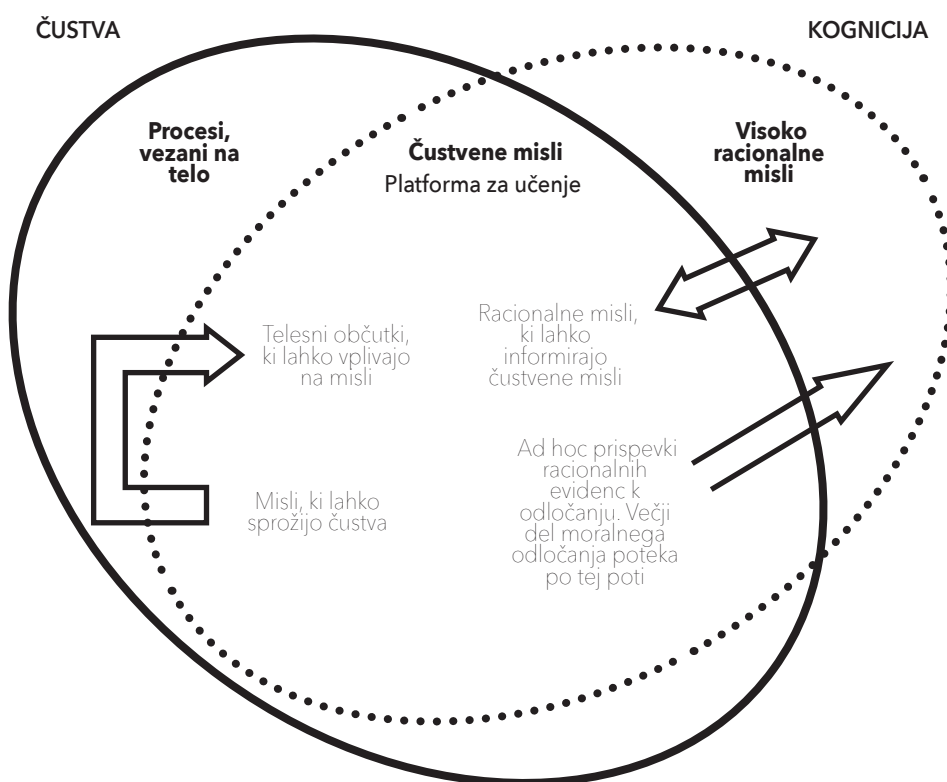 ČUSTVA
KOGNICIJA
Procesi,
vezani na
telo
Čustvene misli
Platforma za učenje
Visoko
racionalne
misli
Telesni občutki,
ki lahko vplivajo
na misli
Racionalne misli,
ki lahko
informirajo
čustvene misli
Misli, ki lahko
sprožijo čustva
Ad hoc prispevki
racionalnih
evidenc k
odločanju. Večji
del moralnega
odločanja poteka
po tej poti